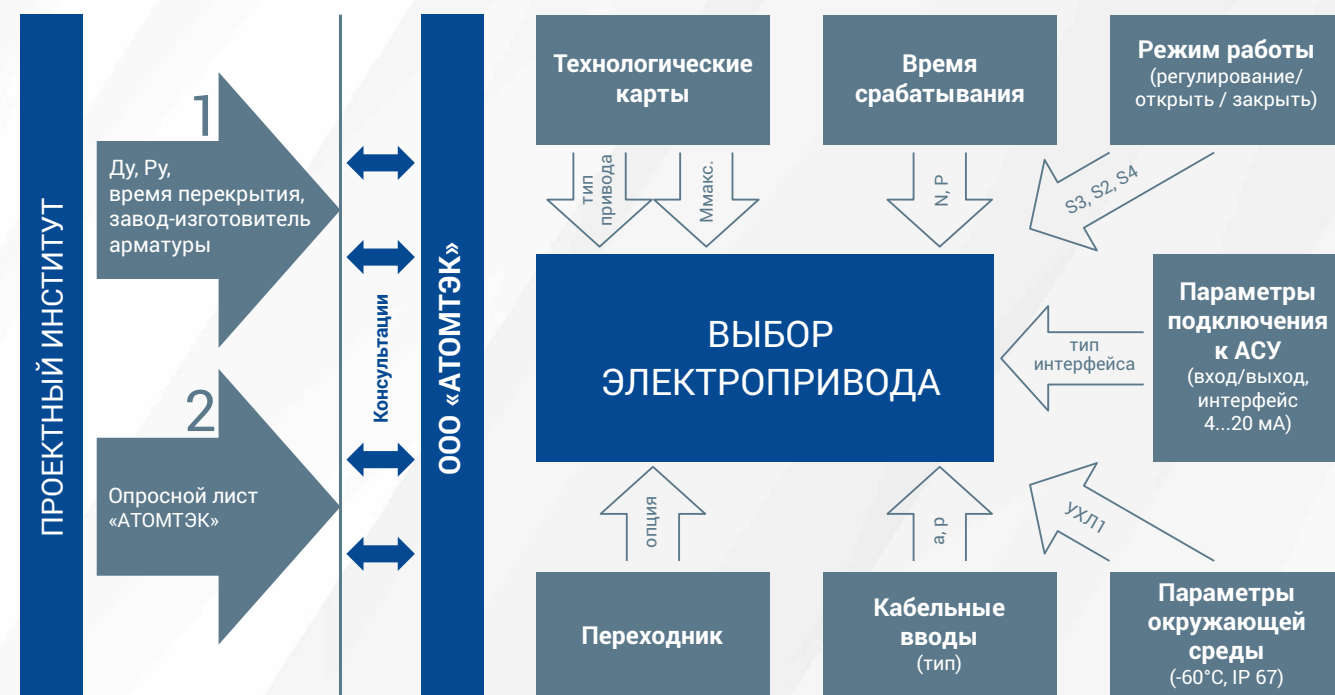 ПРОЕКТНЫЙ ИНСТИТУТ
1
Ду, Ру,
время перекрытия,
завод-изготовитель
арматуры
2
Опросной лист
«АТОМТЭК»
Консультации
ООО «АТОМТЭК»
Технологические
карты
Время
срабатывания
Режим работы
(регулирование/
открыть / закрыть)
тип
привода
Ммакс.
N, P
S3, S2, S4
ВЫБОР
ЭЛЕКТРОПРИВОДА
тип
интерфейса
Параметры
подключения
к АСУ
(вход/выход,
интерфейс
4...20 мА)
опция
а, р
УХЛ1
Переходник
Кабельные
вводы
(тип)
Параметры
окружающей
среды
(-60°С, IP 67)